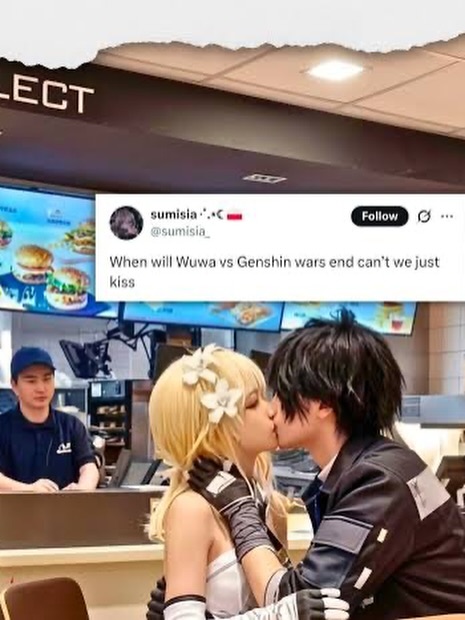 LECT
sumisia ‧˚.⋆☾ 🇵🇱
@sumisia_
Follow
When will Wuwa vs Genshin wars end can't we just
kiss